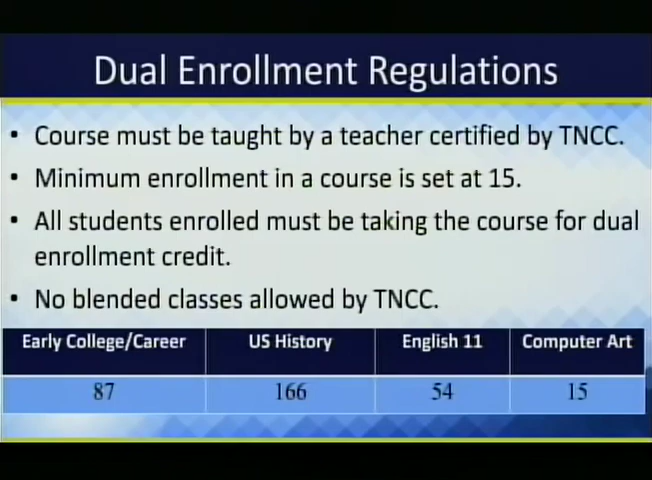 Dual Enrollment Regulations
• Course must be taught by a teacher certified by TNCC.
• Minimum enrollment in a course is set at 15.
• All students enrolled must be taking the course for dual
enrollment credit.
• No blended classes allowed by TNCC.
Early College/Career US History English 11 Computer Art
87 166 54 15